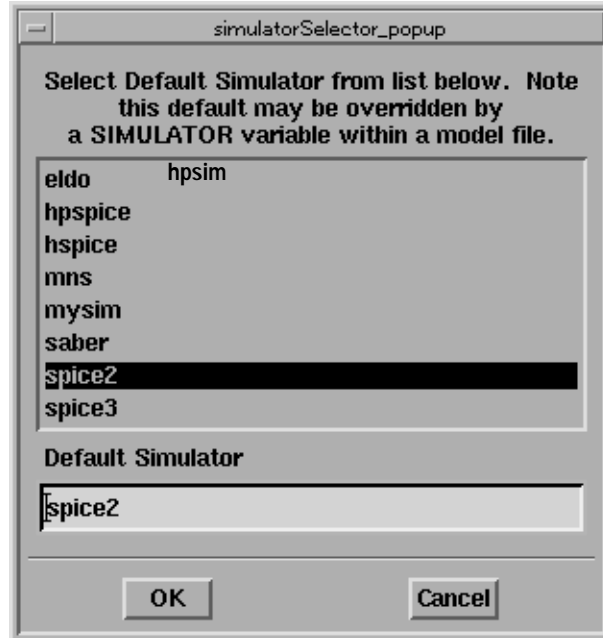 simulatorSelector_popup
Select Default Simulator from list below. Note
this default may be overridden by
a SIMULATOR variable within a model file.
eldo hpsim
hpspice
hspice
mns
mysim
saber
spice2
spice3
Default Simulator
spice2
OK Cancel